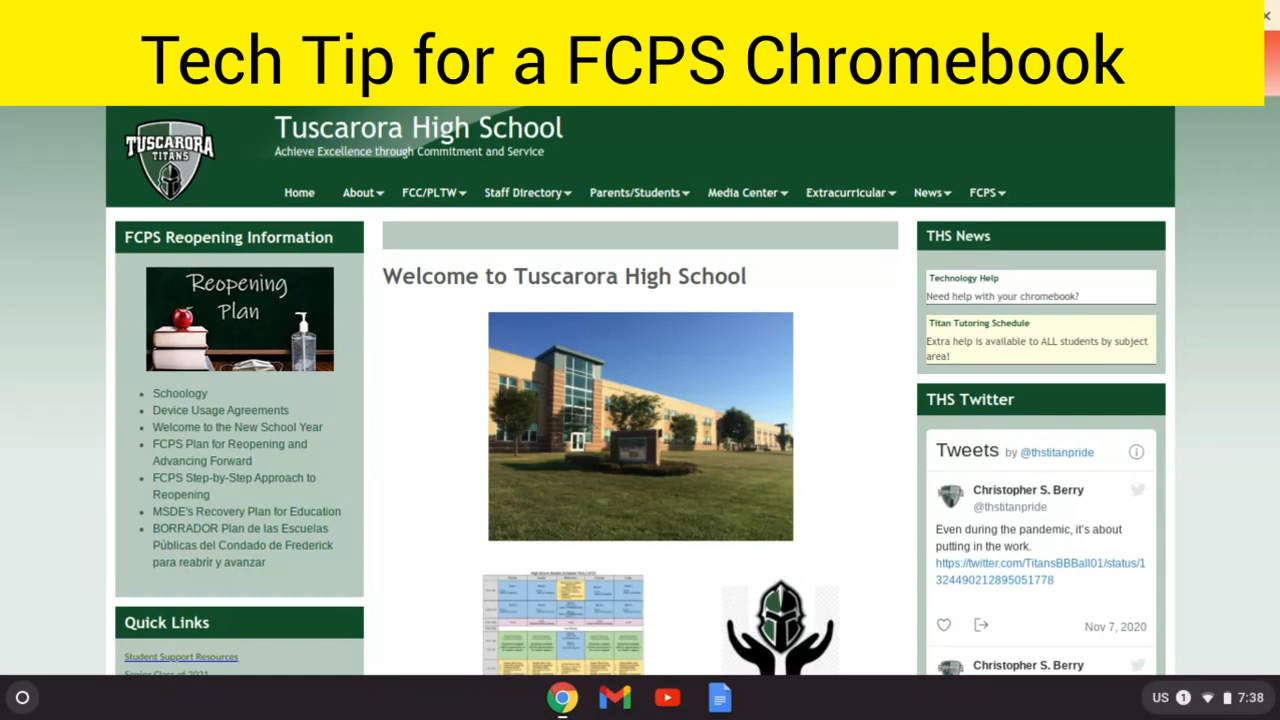 Tech Tip for a FCPS Chromebook
TUSCARORA
TITANS
Tuscarora High School
Achieve Excellence through Commitment and Service
Home About FCC/PLTW Staff Directory Parents/Students Media Center Extracurricular News FCPS
FCPS Reopening Information
Reopening
Plan
Schoology
Device Usage Agreements
Welcome to the New School Year
FCPS Plan for Reopening and
Advancing Forward
FCPS Step-by-Step Approach to
Reopening
MSDE's Recovery Plan for Education
BORRADOR Plan de las Escuelas
Públicas del Condado de Frederick
para reabrir y avanzar
Quick Links
Student Support Resources
Senior Class of 2021
Welcome to Tuscarora High School
THS News
Technology Help
Need help with your chromebook?
Titan Tutoring Schedule
Extra help is available to ALL students by subject
area!
THS Twitter
Tweets by @thstitanpride
Christopher S. Berry
@thstitanpride
Even during the pandemic, it's about
putting in the work.
https://twitter.com/TitansBBBall01/status/1
324490212895051778
Nov 7, 2020
Christopher S. Berry
US 1 7:38